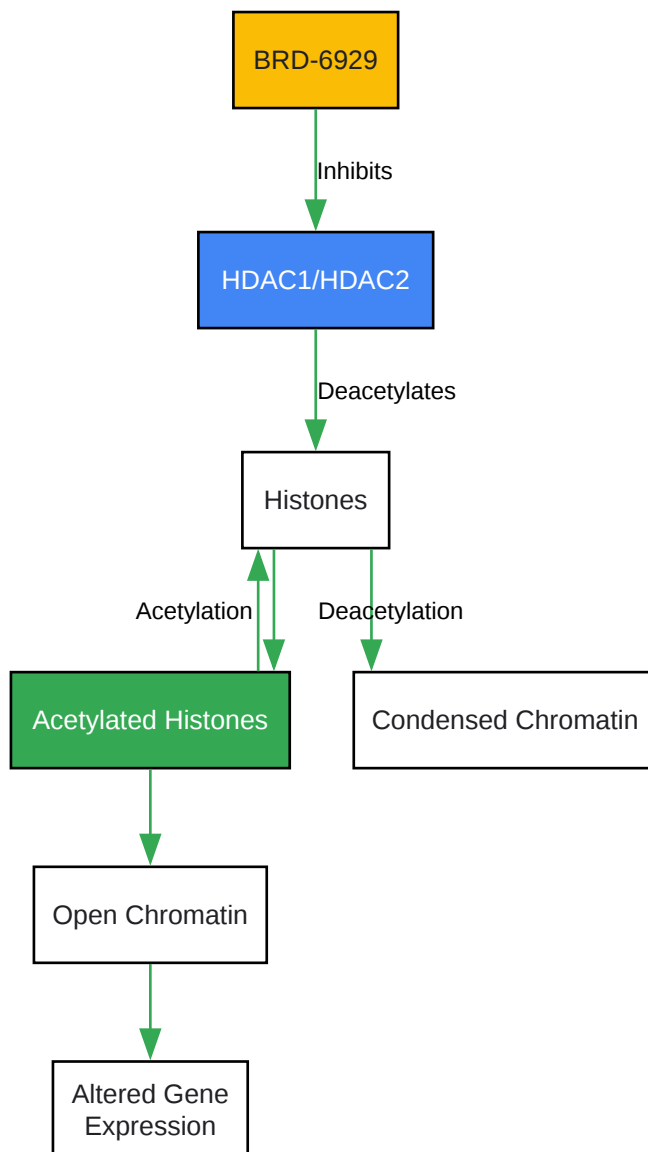 BRD-6929
Inhibits
HDAC1/HDAC2
Deacetylates
Histones
Acetylation
Deacetylation
Acetylated Histones
Condensed Chromatin
Open Chromatin
Altered Gene
Expression